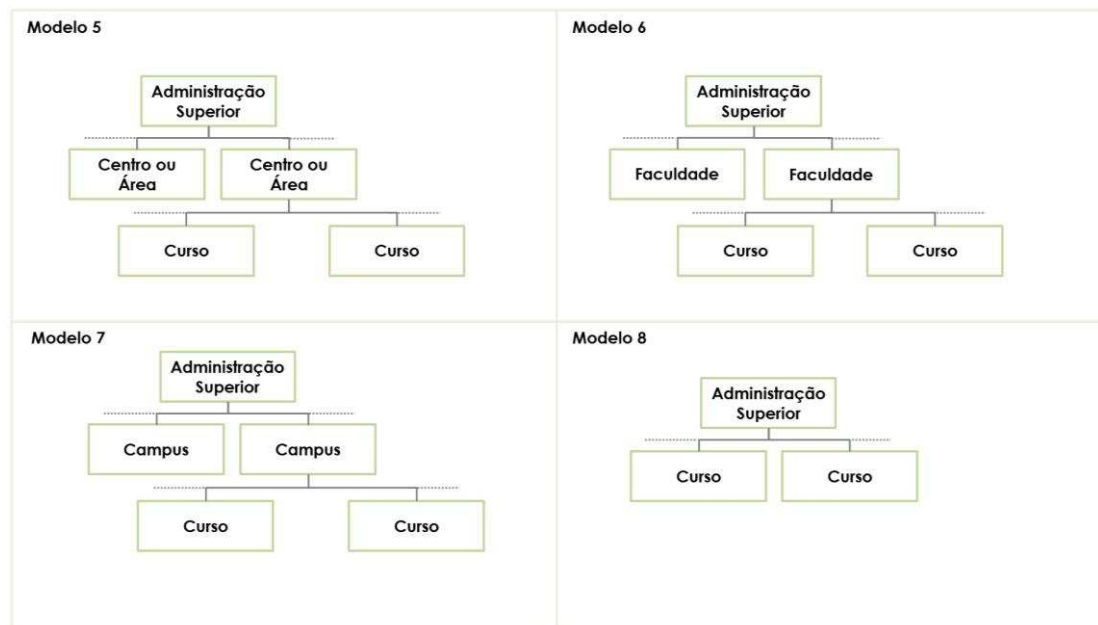 Modelo 5
Administração
Superior
Centro ou
Área
Centro ou
Área
Curso
Curso
Modelo 6
Administração
Superior
Faculdade
Faculdade
Curso
Curso
Modelo 7
Administração
Superior
Campus
Campus
Curso
Curso
Modelo 8
Administração
Superior
Curso
Curso